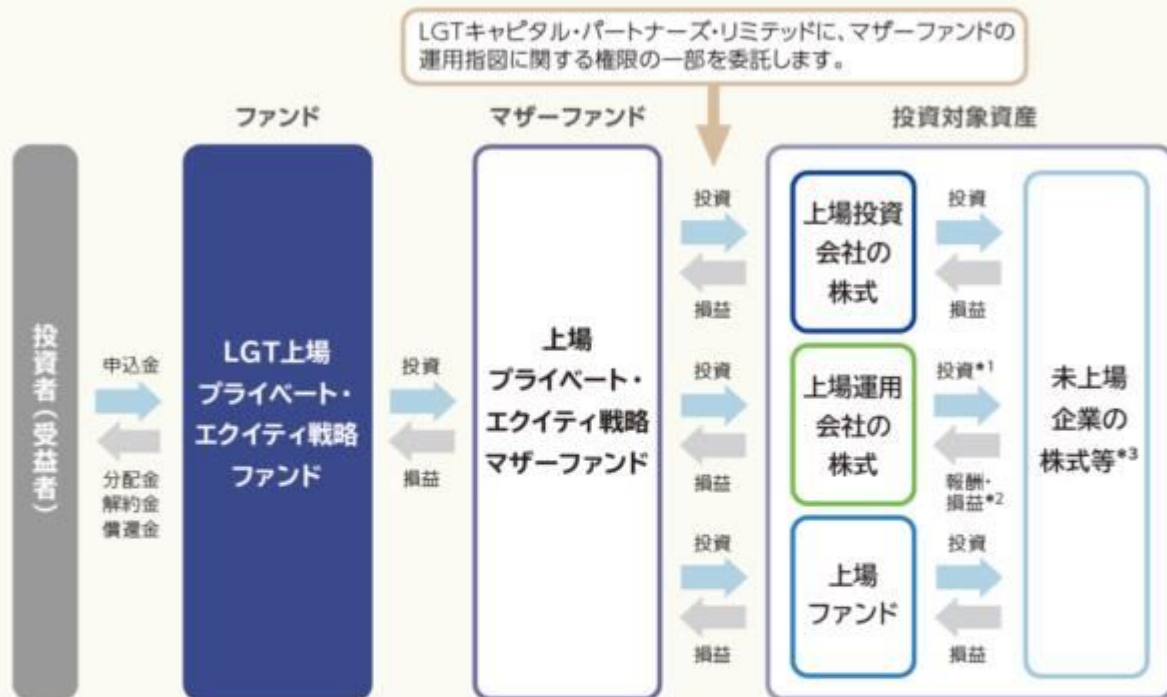 LGTキャピタル・パートナーズ・リミテッドに、マザーファンドの
運用指図に関する権限の一部を委託します。
ファンド
マザーファンド
投資対象資産
投資者(受益者)
申込金
分配金
解約金
償還金
LGT上場
プライベート・
エクイティ戦略
ファンド
投資
損益
上場
プライベート・
エクイティ戦略
マザーファンド
投資
損益
上場投資
会社の
株式
投資
損益
投資
損益
上場運用
会社の
株式
投資*1
報酬・
損益*2
投資
損益
上場
ファンド
投資
損益
未上場
企業の
株式等*3